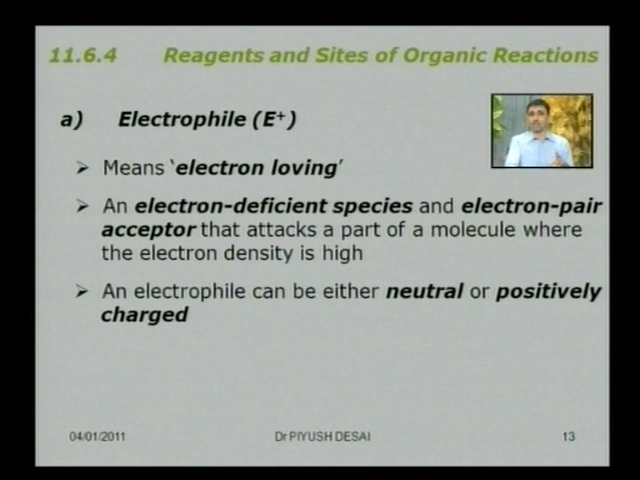 11.6.4 Reagents and Sites of Organic Reactions
a) Electrophile (E⁺)
➢ Means ‘electron loving’
➢ An electron-deficient species and electron-pair
acceptor that attacks a part of a molecule where
the electron density is high
➢ An electrophile can be either neutral or positively
charged
04/01/2011 Dr PIYUSH DESAI 13